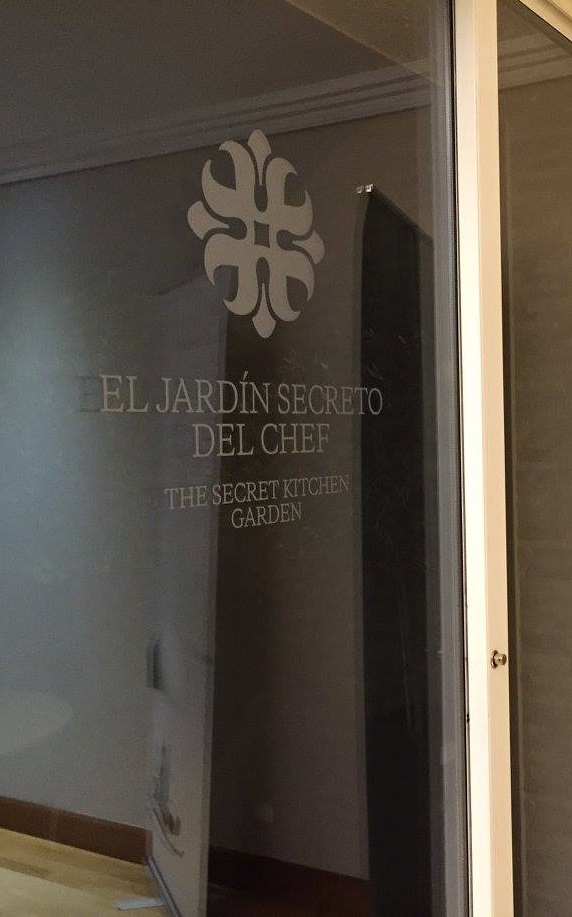 EL JARDÍN SECRETO
DEL CHEF
THE SECRET KITCHEN
GARDEN